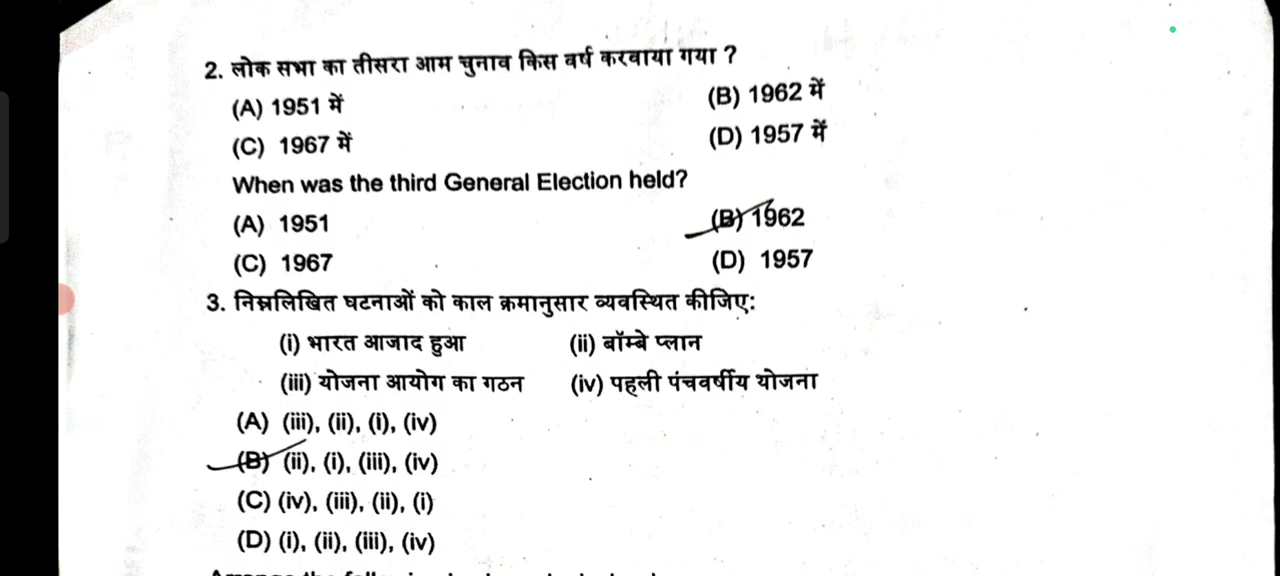 2. लोक सभा का तीसरा आम चुनाव किस वर्ष करवाया गया ?
(A) 1951 में (B) 1962 में
(C) 1967 में (D) 1957 में
When was the third General Election held?
(A) 1951 (B) 1962
(C) 1967 (D) 1957
3. निम्नलिखित घटनाओं को काल क्रमानुसार व्यवस्थित कीजिए:
(i) भारत आजाद हुआ (ii) बॉम्बे प्लान
(iii) योजना आयोग का गठन (iv) पहली पंचवर्षीय योजना
(A) (iii), (ii), (i), (iv)
(B) (ii), (i), (iii), (iv)
(C) (iv), (iii), (ii), (i)
(D) (i), (ii), (iii), (iv)